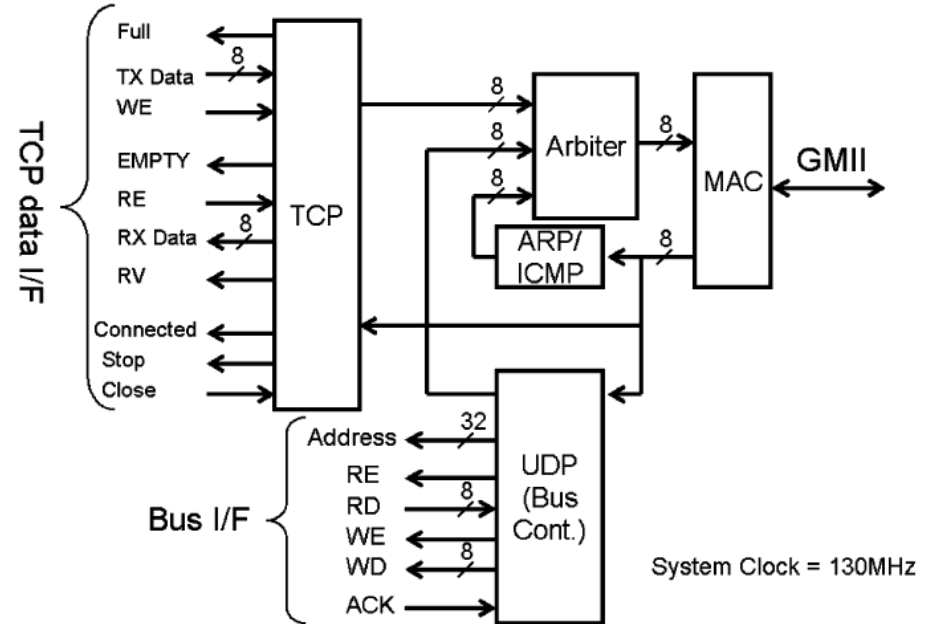 Full
8
TX Data
WE
EMPTY
RE
8
RX Data
RV
Connected
Stop
Close
TCP data I/F
TCP
8
8
8
Arbiter
8
MAC
GMII
ARP/
ICMP
8
Address
32
RE
RD
8
WE
WD
8
ACK
Bus I/F
UDP
(Bus
Cont.)
System Clock = 130MHz